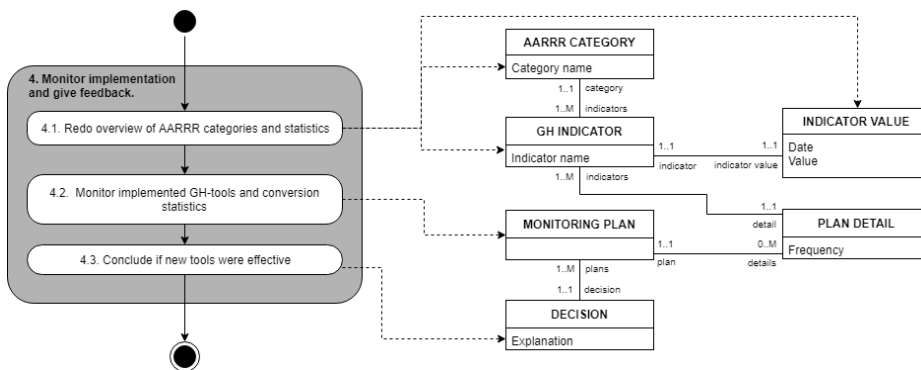 4. Monitor implementation
and give feedback.
4.1. Redo overview of AARRR categories and statistics
4.2. Monitor implemented GH-tools and conversion
statistics
4.3. Conclude if new tools were effective
AARRR CATEGORY
Category name
1..1 category
1..M indicators
GH INDICATOR
Indicator name
1..1 1..1
indicator indicator value
INDICATOR VALUE
Date
Value
1..M indicators
1..1
detail
MONITORING PLAN
1..1 0..M
plan details
PLAN DETAIL
Frequency
1..M plans
1..1 decision
DECISION
Explanation